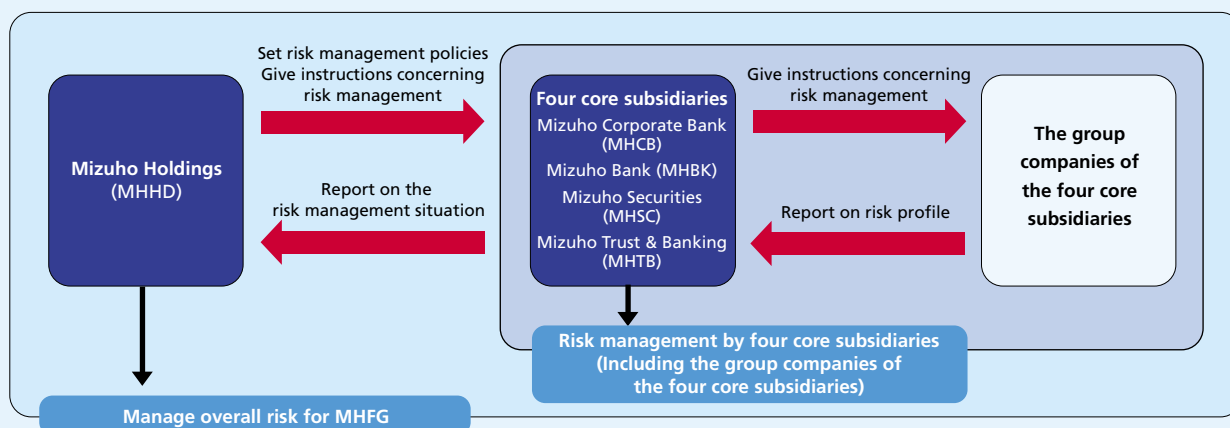 Set risk management policies
Give instructions concerning
risk management
Mizuho Holdings
(MHHD)
Report on the
risk management situation
Four core subsidiaries
Mizuho Corporate Bank
(MHCB)
Mizuho Bank (MHBK)
Mizuho Securities
(MHSC)
Mizuho Trust & Banking
(MHTB)
Give instructions concerning
risk management
Report on risk profile
The group
companies of
the four core
subsidiaries
Risk management by four core subsidiaries
(Including the group companies of
the four core subsidiaries)
Manage overall risk for MHFG